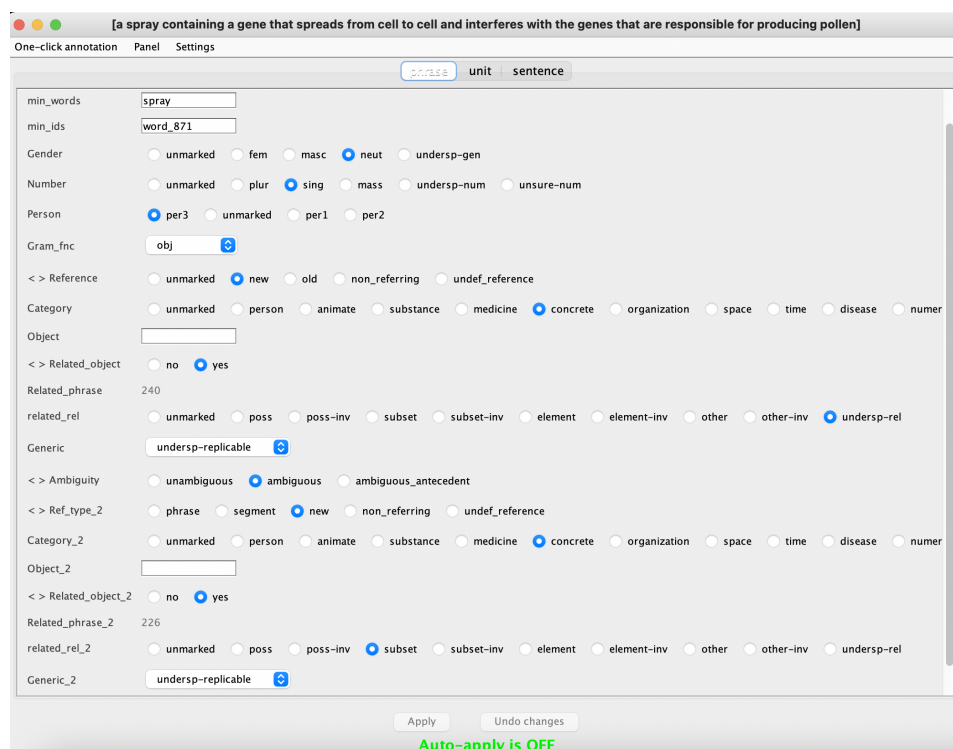 [a spray containing a gene that spreads from cell to cell and interferes with the genes that are responsible for producing pollen]
One-click annotation Panel Settings
phrase unit sentence
min_words spray
min_ids word_871
Gender unmarked fem masc neut undersp-gen
Number unmarked plur sing mass undersp-num unsure-num
Person per3 unmarked per1 per2
Gram_fnc obj
< > Reference unmarked new old non_referring undef_reference
Category unmarked person animate substance medicine concrete organization space time disease numer
Object
< > Related_object no yes
Related_phrase 240
related_rel unmarked poss poss-inv subset subset-inv element element-inv other other-inv undersp-rel
Generic undersp-replicable
< > Ambiguity unambiguous ambiguous ambiguous_antecedent
< > Ref_type_2 phrase segment new non_referring undef_reference
Category_2 unmarked person animate substance medicine concrete organization space time disease numer
Object_2
< > Related_object_2 no yes
Related_phrase_2 226
related_rel_2 unmarked poss poss-inv subset subset-inv element element-inv other other-inv undersp-rel
Generic_2 undersp-replicable
Apply Undo changes
Auto-apply is OFF